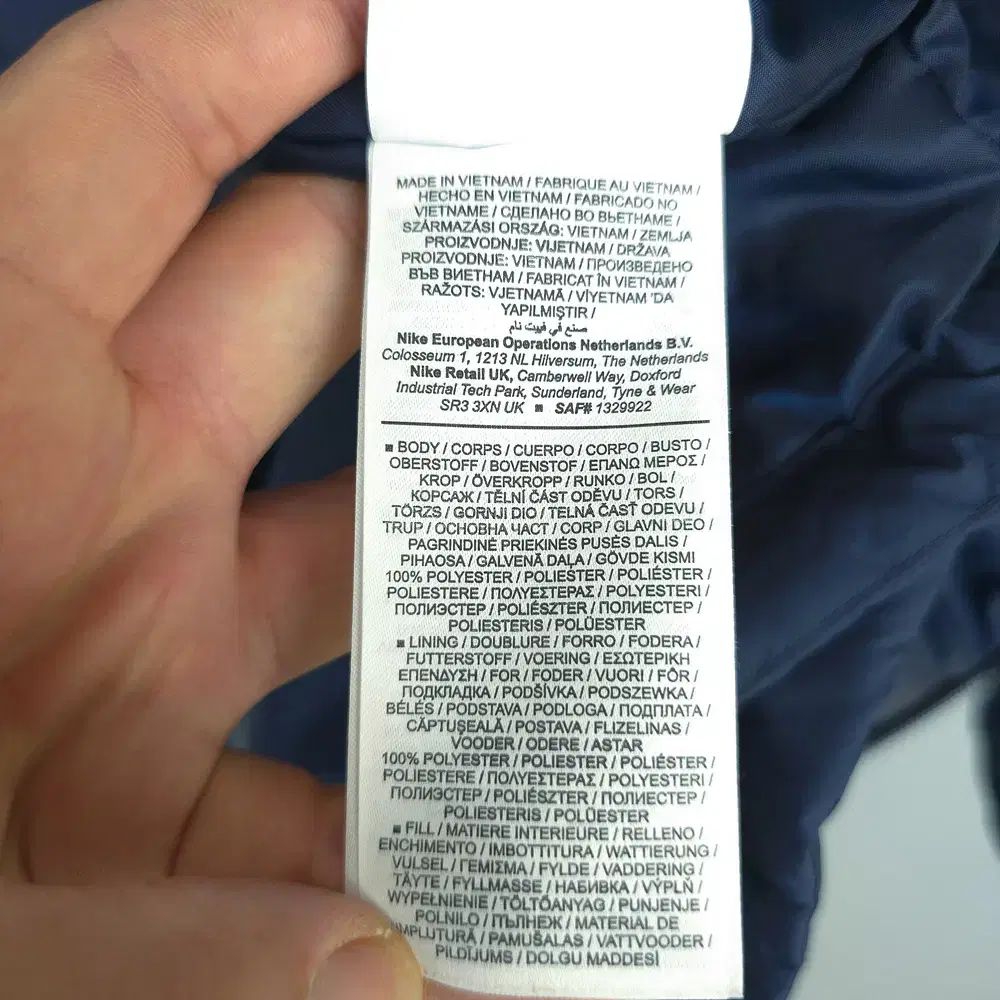 MADE IN VIETNAM / FABRIQUE AU VIETNAM /
HECHO EN VIETNAM / FABRICADO NO
VIETNAME / СДЕЛАНО ВО ВЬЕТНАМЕ /
SZÁRMAZÁSI ORSZÁG: VIETNAM / ZEMLJA
PROIZVODNJE: VIJETNAM / DRŽAVA
PROIZVODNJE: VIETNAM / ПРОИЗВЕДЕНО
ВЪВ ВИЕТНАМ / FABRICAT ÎN VIETNAM /
RAŽOTS: VJETNAMĀ / VİYETNAM 'DA
YAPILMIŞTIR /
صنع في فييت نام
Nike European Operations Netherlands B.V.
Colosseum 1, 1213 NL Hilversum, The Netherlands
Nike Retail UK, Camberwell Way, Doxford
Industrial Tech Park, Sunderland, Tyne & Wear
SR3 3XN UK ■ SAF# 1329922
■ BODY / CORPS / CUERPO / CORPO / BUSTO /
OBERSTOFF / BOVENSTOF / ΕΠΑΝΩ ΜΕΡΟΣ /
KROP / ÖVERKROPP / RUNKO / BOL /
КОРСАЖ / TĚLNÍ ČÁST ODĚVU / TORS /
TÖRZS / GORNJI DIO / TELNÁ ČASŤ ODEVU /
TRUP / ОСНОВНА ЧАСТ / CORP / GLAVNI DEO /
PAGRINDINĖ PRIEKINĖS PUSĖS DALIS /
PIHAOSA / GALVENĀ DAĻA / GÖVDE KISMI
100% POLYESTER / POLIESTER / POLIÉSTER /
POLIESTERE / ΠΟΛΥΕΣΤΕΡΑΣ / POLYESTERI /
ПОЛИЭСТЕР / POLIÉSZTER / ПОЛИЕСТЕР /
POLIESTERIS / POLÜESTER
■ LINING / DOUBLURE / FORRO / FODERA /
FUTTERSTOFF / VOERING / ΕΣΩΤΕΡΙΚΗ
ΕΠΕΝΔΥΣΗ / FOR / FODER / VUORI / FÔR /
ПОДКЛАДКА / PODŠÍVKA / PODSZEWKA /
BÉLÉS / PODSTAVA / PODLOGA / ПОДПЛАТА /
CĂPTUŞEALĂ / POSTAVA / FLIZELINAS /
VOODER / ODERE / ASTAR
100% POLYESTER / POLIESTER / POLIÉSTER /
POLIESTERE / ΠΟΛΥΕΣΤΕΡΑΣ / POLYESTERI /
ПОЛИЭСТЕР / POLIÉSZTER / ПОЛИЕСТЕР /
POLIESTERIS / POLÜESTER
■ FILL / MATIERE INTERIEURE / RELLENO /
ENCHIMENTO / IMBOTTITURA / WATTIERUNG /
VULSEL / ΓΕΜΙΣΜΑ / FYLDE / VADDERING /
TÄYTE / FYLLMASSE / НАБИВКА / VÝPLŇ /
WYPEŁNIENIE / TÖLTŐANYAG / PUNJENJE /
POLNILO / ПЪЛНЕЖ / MATERIAL DE
MPLUTURĂ / PAMUŠALAS / VATTVOODER /
PILDĪJUMS / DOLGU MADDESİ